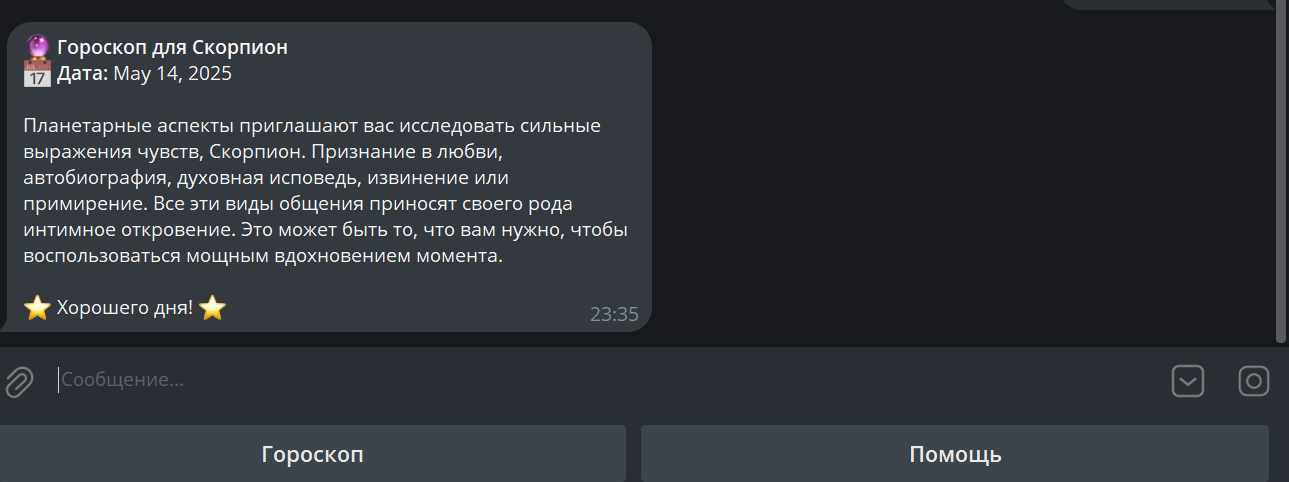 Гороскоп для Скорпион
JUL
17
Дата: May 14, 2025
Планетарные аспекты приглашают вас исследовать сильные
выражения чувств, Скорпион. Признание в любви,
автобиография, духовная исповедь, извинение или
примирение. Все эти виды общения приносят своего рода
интимное откровение. Это может быть то, что вам нужно, чтобы
воспользоваться мощным вдохновением момента.
Хорошего дня!
23:35
Сообщение...
Гороскоп
Помощь